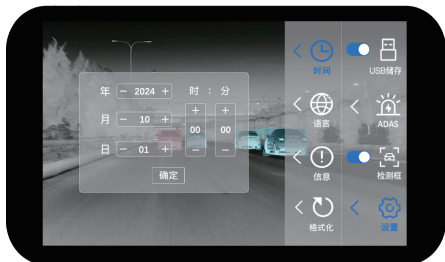 年 − 2024 + 时 : 分
月 − 10 + + +
00 00
日 − 01 + − −
确定
时间 USB储存
语言 ADAS
信息 检测框
格式化 设置